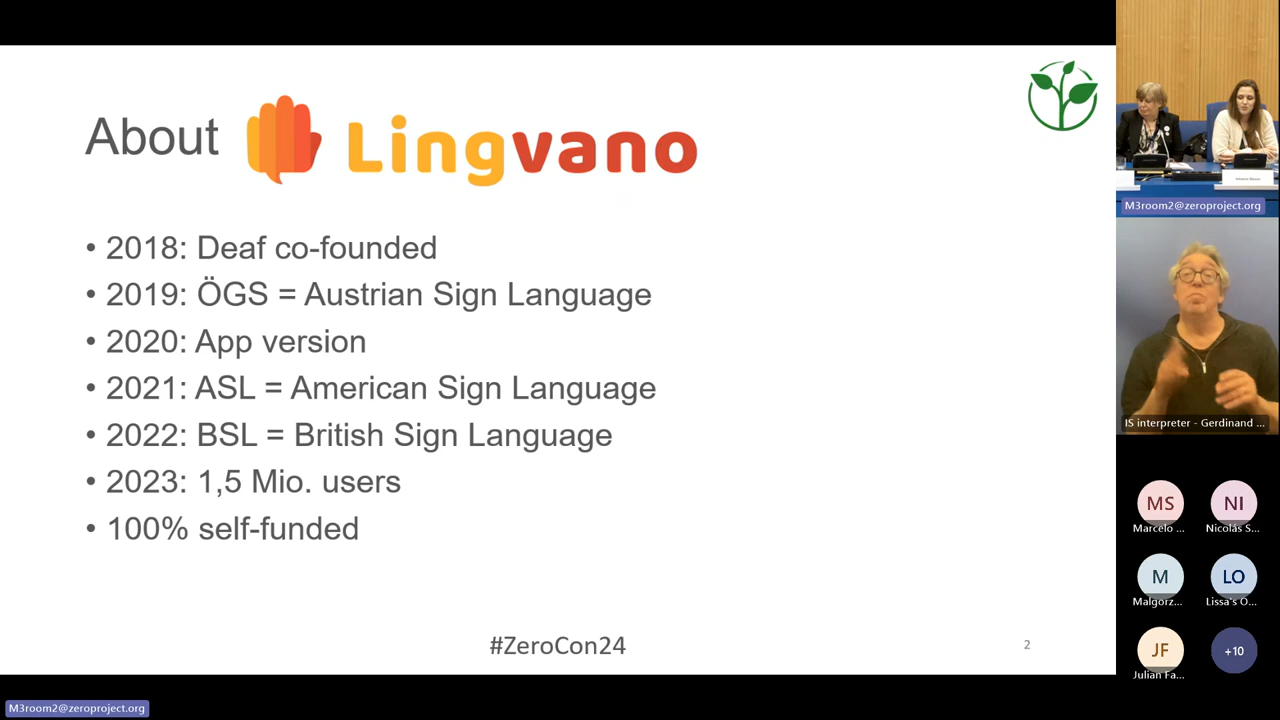 About Lingvano
• 2018: Deaf co-founded
• 2019: ÖGS = Austrian Sign Language
• 2020: App version
• 2021: ASL = American Sign Language
• 2022: BSL = British Sign Language
• 2023: 1,5 Mio. users
• 100% self-funded
#ZeroCon24
2
M3room2@zeroproject.org
IS interpreter - Gerdinand ...
MS
NI
Marcelo ...
Nicolás S...
M
LO
Malgorz...
Lissa's O...
JF
+10
Julian Fa...
M3room2@zeroproject.org